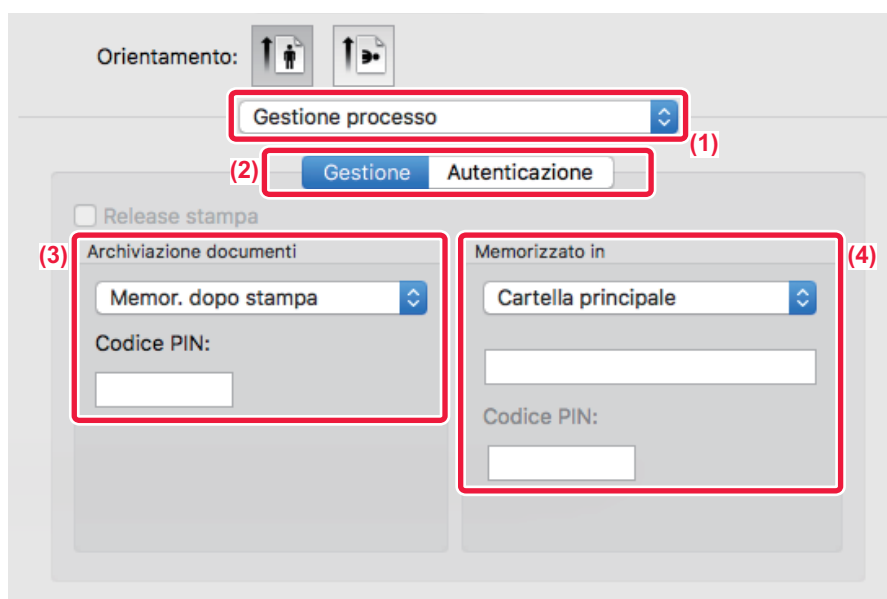 Orientamento:
Gestione processo
(1)
(2)
Gestione Autenticazione
Release stampa
(3)
Archiviazione documenti
Memor. dopo stampa
Codice PIN:
Memorizzato in
(4)
Cartella principale
Codice PIN: